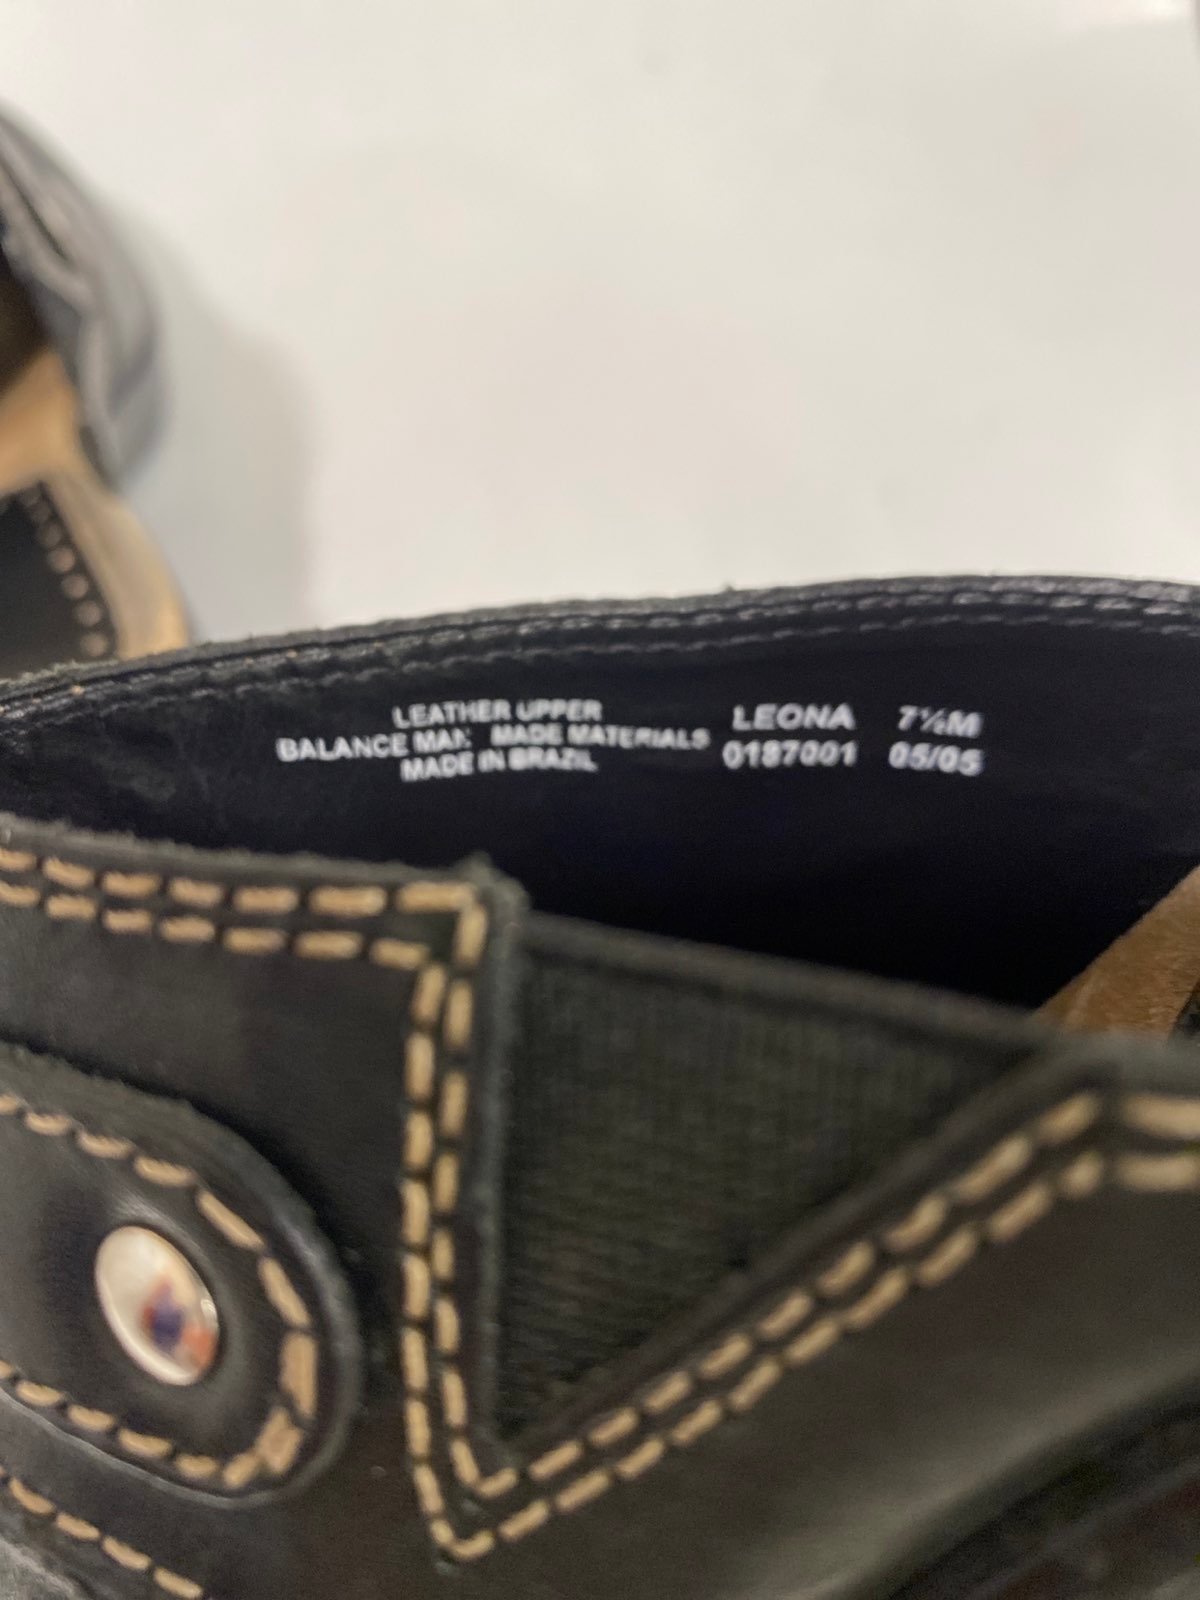 LEATHER UPPER
BALANCE MAN MADE MATERIALS
MADE IN BRAZIL
LEONA 7½M
0187001 05/05